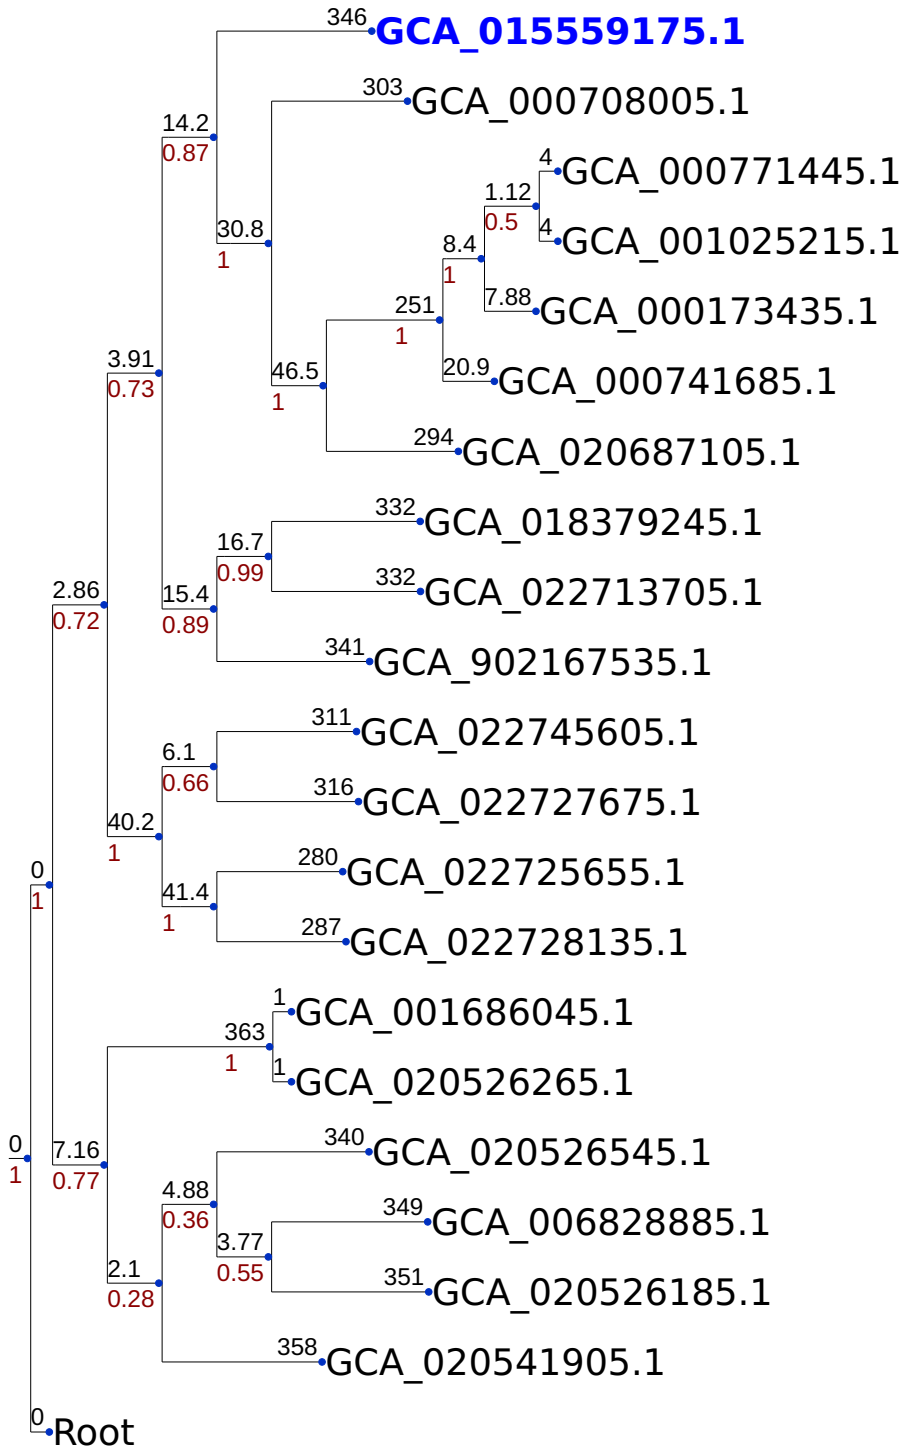 346
GCA_015559175.1
303
GCA_000708005.1
14.2
0.87
4
GCA_000771445.1
1.12
0.5
30.8
1
8.4
1
4
GCA_001025215.1
7.88
GCA_000173435.1
251
1
3.91
0.73
46.5
1
20.9
GCA_000741685.1
294
GCA_020687105.1
332
GCA_018379245.1
16.7
0.99
332
GCA_022713705.1
2.86
0.72
15.4
0.89
341
GCA_902167535.1
311
GCA_022745605.1
6.1
0.66
316
GCA_022727675.1
40.2
1
280
GCA_022725655.1
0
1
41.4
1
287
GCA_022728135.1
1
GCA_001686045.1
363
1
1
GCA_020526265.1
0
1
7.16
0.77
340
GCA_020526545.1
4.88
0.36
349
GCA_006828885.1
3.77
0.55
2.1
0.28
351
GCA_020526185.1
358
GCA_020541905.1
0
Root